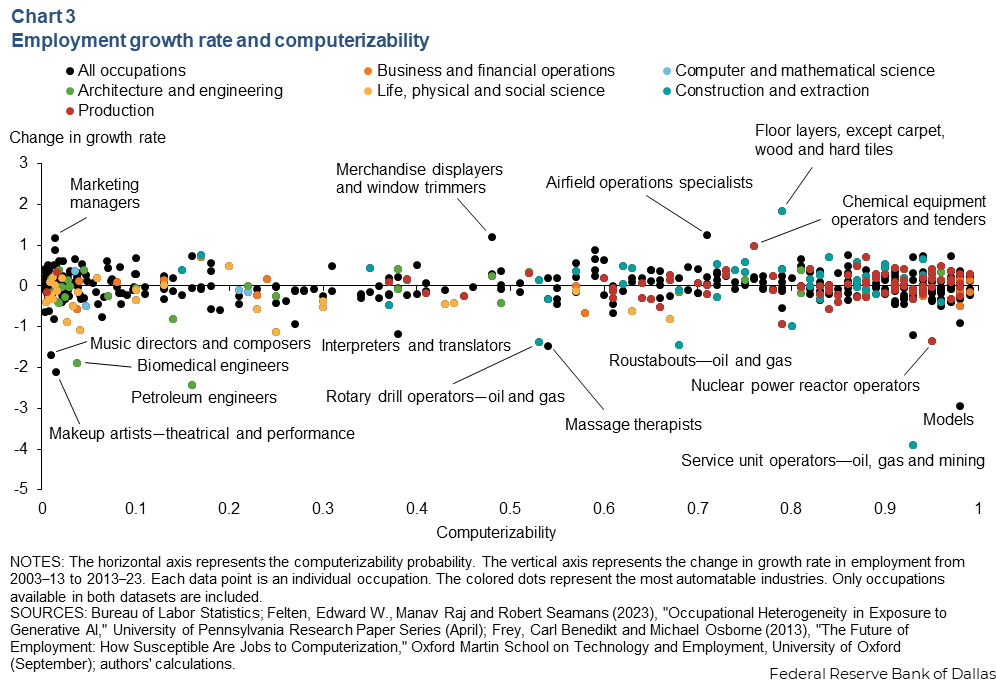 Chart 3
Employment growth rate and computerizability
All occupations
Business and financial operations
Computer and mathematical science
Architecture and engineering
Life, physical and social science
Construction and extraction
Production
Change in growth rate
Floor layers, except carpet,
wood and hard tiles
Merchandise displayers
and window trimmers
Airfield operations specialists
Marketing
managers
Chemical equipment
operators and tenders
3
2
1
0
-1
-2
-3
-4
-5
Music directors and composers
Interpreters and translators
Biomedical engineers
Roustabouts—oil and gas
Petroleum engineers
Rotary drill operators—oil and gas
Nuclear power reactor operators
Makeup artists—theatrical and performance
Massage therapists
Models
Service unit operators—oil, gas and mining
0 0.1 0.2 0.3 0.4 0.5 0.6 0.7 0.8 0.9 1
Computerizability
NOTES: The horizontal axis represents the computerizability probability. The vertical axis represents the change in growth rate in employment from
2003–13 to 2013–23. Each data point is an individual occupation. The colored dots represent the most automatable industries. Only occupations
available in both datasets are included.
SOURCES: Bureau of Labor Statistics; Felten, Edward W., Manav Raj and Robert Seamans (2023), "Occupational Heterogeneity in Exposure to
Generative AI," University of Pennsylvania Research Paper Series (April); Frey, Carl Benedikt and Michael Osborne (2013), "The Future of
Employment: How Susceptible Are Jobs to Computerization," Oxford Martin School on Technology and Employment, University of Oxford
(September); authors' calculations.
Federal Reserve Bank of Dallas